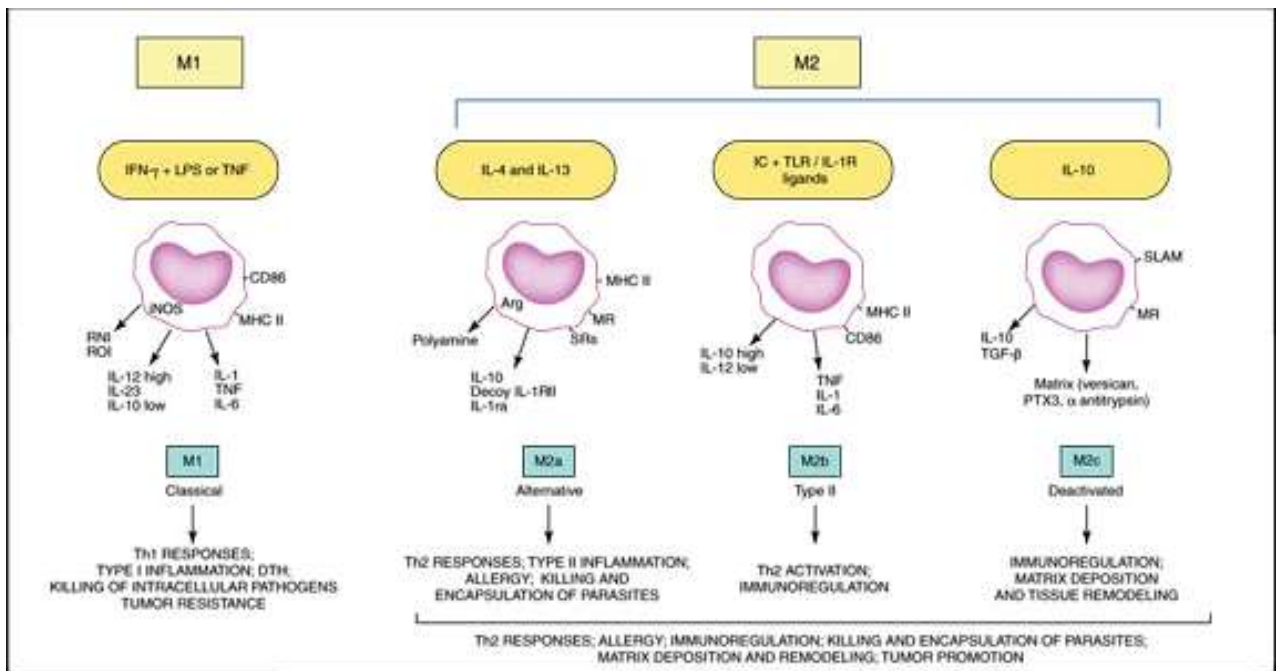 M1
M2
IFN-γ + LPS or TNF
IL-4 and IL-13
IC + TLR / IL-1R
ligands
IL-10
iNOS
CD86
MHC II
RNI
ROI
IL-12 high
IL-23
IL-10 low
IL-1
TNF
IL-6
Arg
MHC II
MR
SRs
Polyamine
IL-10
Decoy IL-1RII
IL-1ra
MHC II
CD86
IL-10 high
IL-12 low
TNF
IL-1
IL-6
SLAM
MR
IL-10
TGF-β
Matrix (versican,
PTX3, α antitrypsin)
M1
Classical
M2a
Alternative
M2b
Type II
M2c
Deactivated
Th1 RESPONSES;
TYPE I INFLAMMATION; DTH;
KILLING OF INTRACELLULAR PATHOGENS
TUMOR RESISTANCE
Th2 RESPONSES; TYPE II INFLAMMATION;
ALLERGY; KILLING AND
ENCAPSULATION OF PARASITES
Th2 ACTIVATION;
IMMUNOREGULATION
IMMUNOREGULATION;
MATRIX DEPOSITION
AND TISSUE REMODELING
Th2 RESPONSES; ALLERGY; IMMUNOREGULATION; KILLING AND ENCAPSULATION OF PARASITES;
MATRIX DEPOSITION AND REMODELING; TUMOR PROMOTION